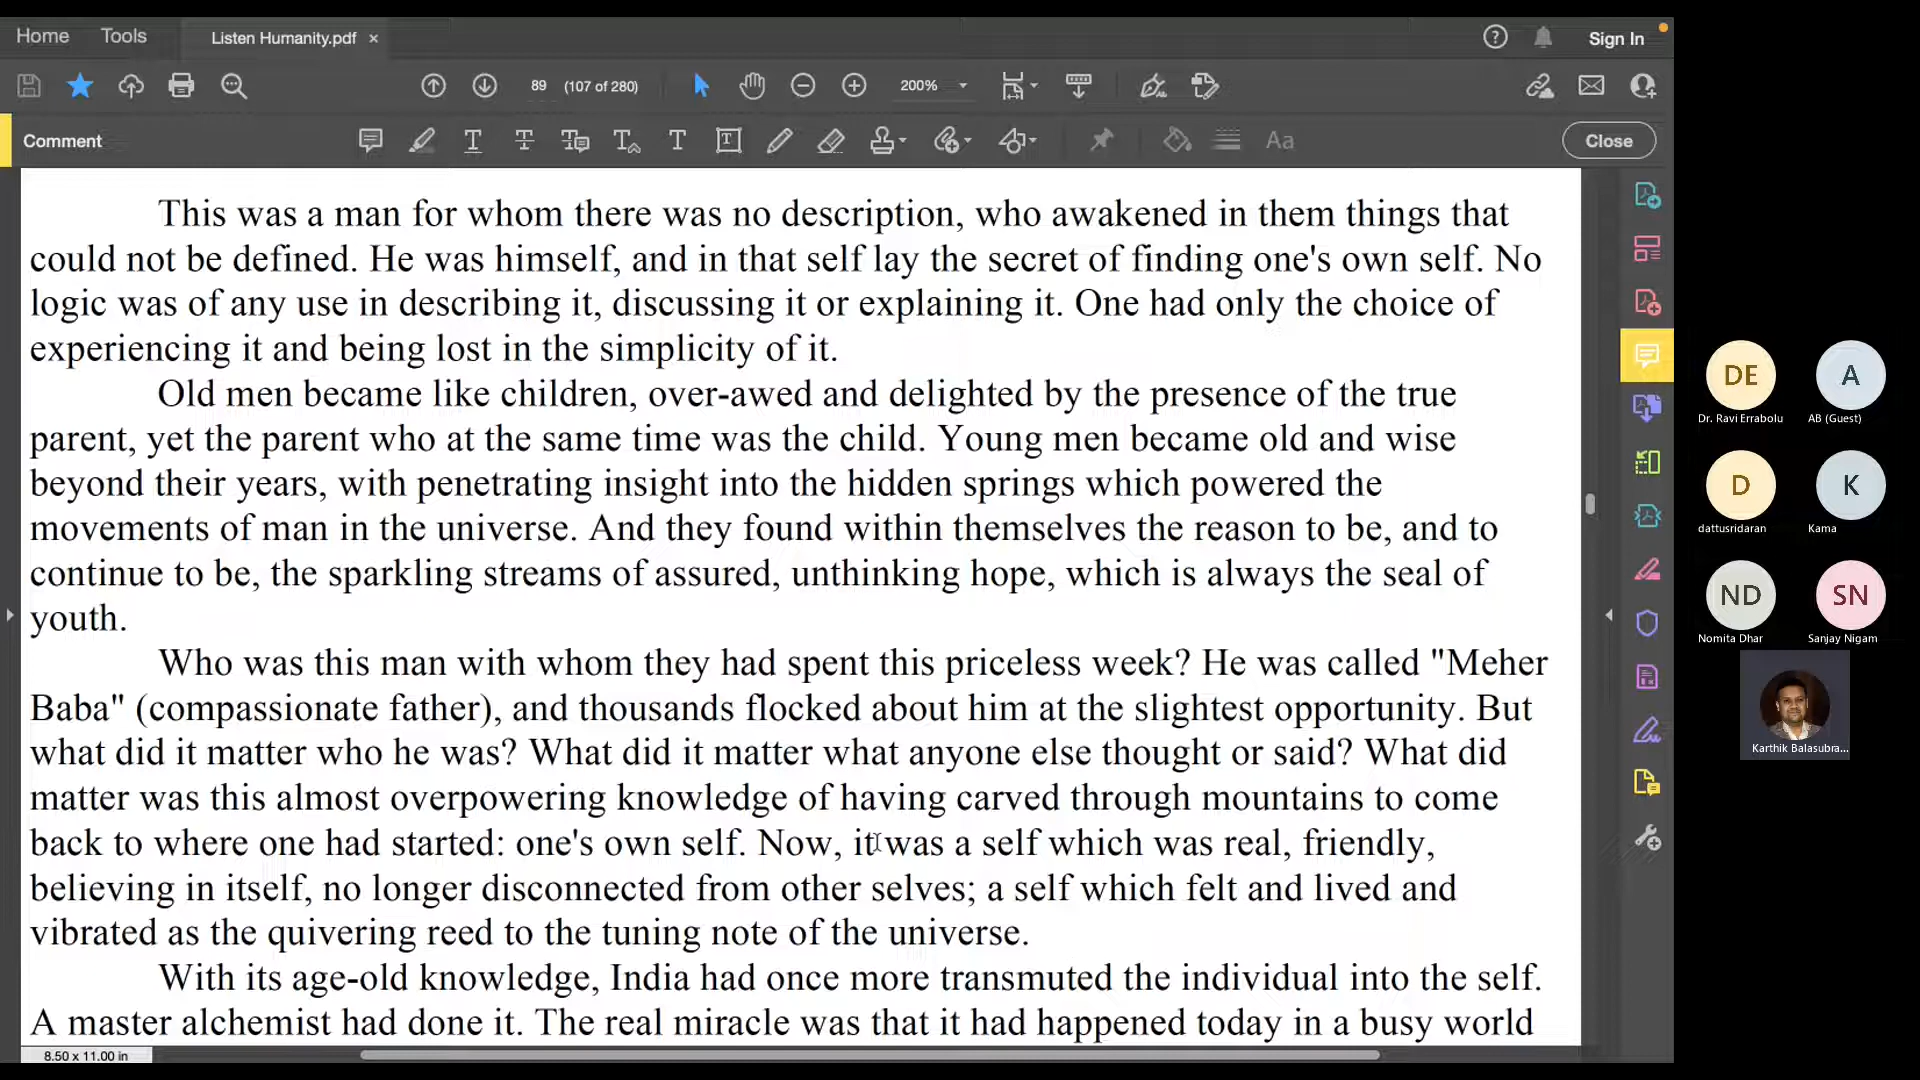 Home Tools Listen Humanity.pdf × Sign In
89 (107 of 280) 200%
Comment Aa Close
This was a man for whom there was no description, who awakened in them things that
could not be defined. He was himself, and in that self lay the secret of finding one's own self. No
logic was of any use in describing it, discussing it or explaining it. One had only the choice of
experiencing it and being lost in the simplicity of it.
Old men became like children, over-awed and delighted by the presence of the true
parent, yet the parent who at the same time was the child. Young men became old and wise
beyond their years, with penetrating insight into the hidden springs which powered the
movements of man in the universe. And they found within themselves the reason to be, and to
continue to be, the sparkling streams of assured, unthinking hope, which is always the seal of
youth.
Who was this man with whom they had spent this priceless week? He was called "Meher
Baba" (compassionate father), and thousands flocked about him at the slightest opportunity. But
what did it matter who he was? What did it matter what anyone else thought or said? What did
matter was this almost overpowering knowledge of having carved through mountains to come
back to where one had started: one's own self. Now, it was a self which was real, friendly,
believing in itself, no longer disconnected from other selves; a self which felt and lived and
vibrated as the quivering reed to the tuning note of the universe.
With its age-old knowledge, India had once more transmuted the individual into the self.
A master alchemist had done it. The real miracle was that it had happened today in a busy world
8.50 x 11.00 in
DE A
Dr. Ravi Errabolu AB (Guest)
D K
dattusridaran Kama
ND SN
Nomita Dhar Sanjay Nigam
Karthik Balasubra...